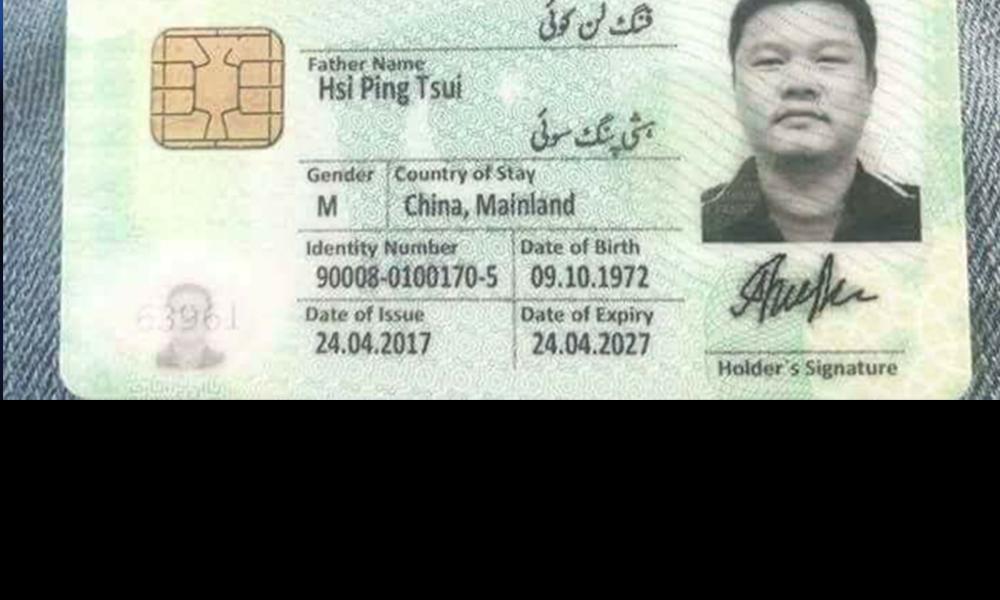 فنگ لن کوئی
Father Name
Hsi Ping Tsui
ہشی پنگ سوئی
Gender Country of Stay
M China, Mainland
Identity Number Date of Birth
90008-0100170-5 09.10.1972
Date of Issue Date of Expiry
24.04.2017 24.04.2027
63961
Holder's Signature